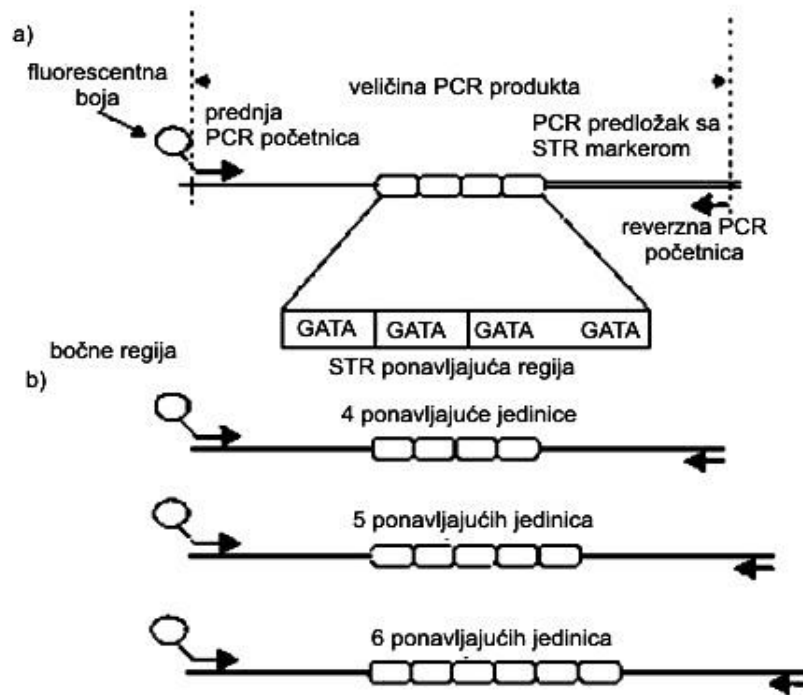 a)
fluorescentna
boja
veličina PCR produkta
prednja
PCR početnica
PCR predložak sa
STR markerom
reverzna PCR
početnica
GATA GATA GATA GATA
bočne regija
STR ponavljajuća regija
b)
4 ponavljajuće jedinice
5 ponavljajućih jedinica
6 ponavljajućih jedinica